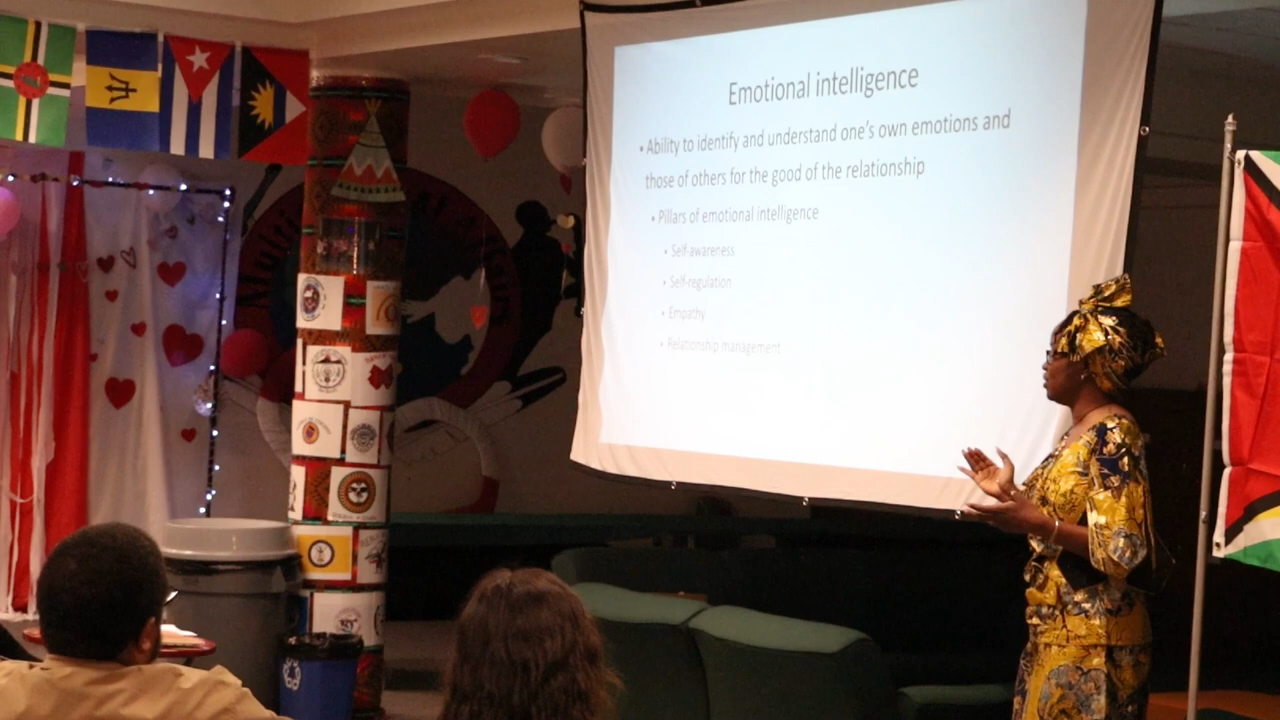 Emotional intelligence
• Ability to identify and understand one's own emotions and
those of others for the good of the relationship
• Pillars of emotional intelligence
• Self-awareness
• Self-regulation
• Empathy
• Relationship management